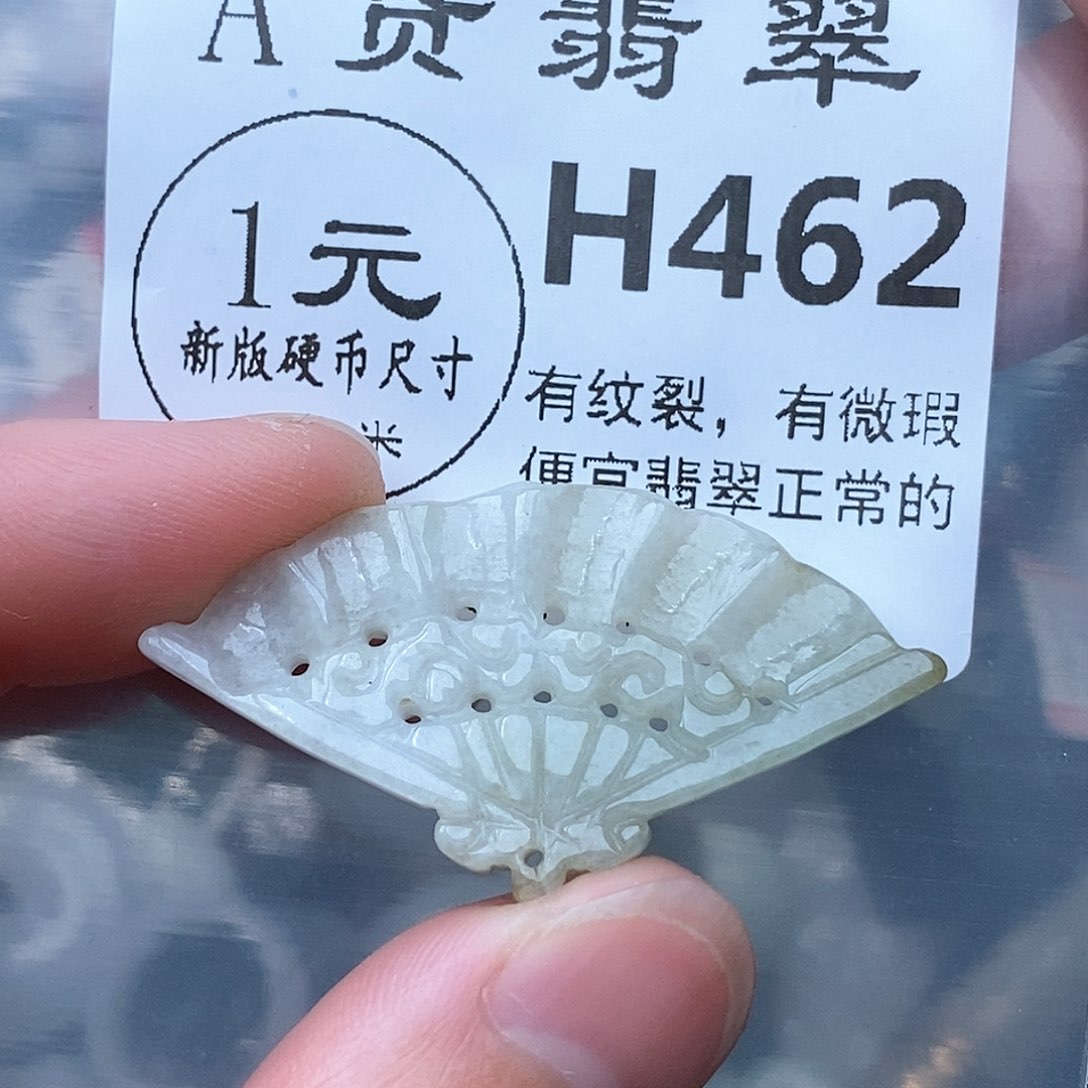 A货翡翠
1元
H462
新版硬币尺寸
有纹裂，有微瑕
米
便宜翡翠正常的